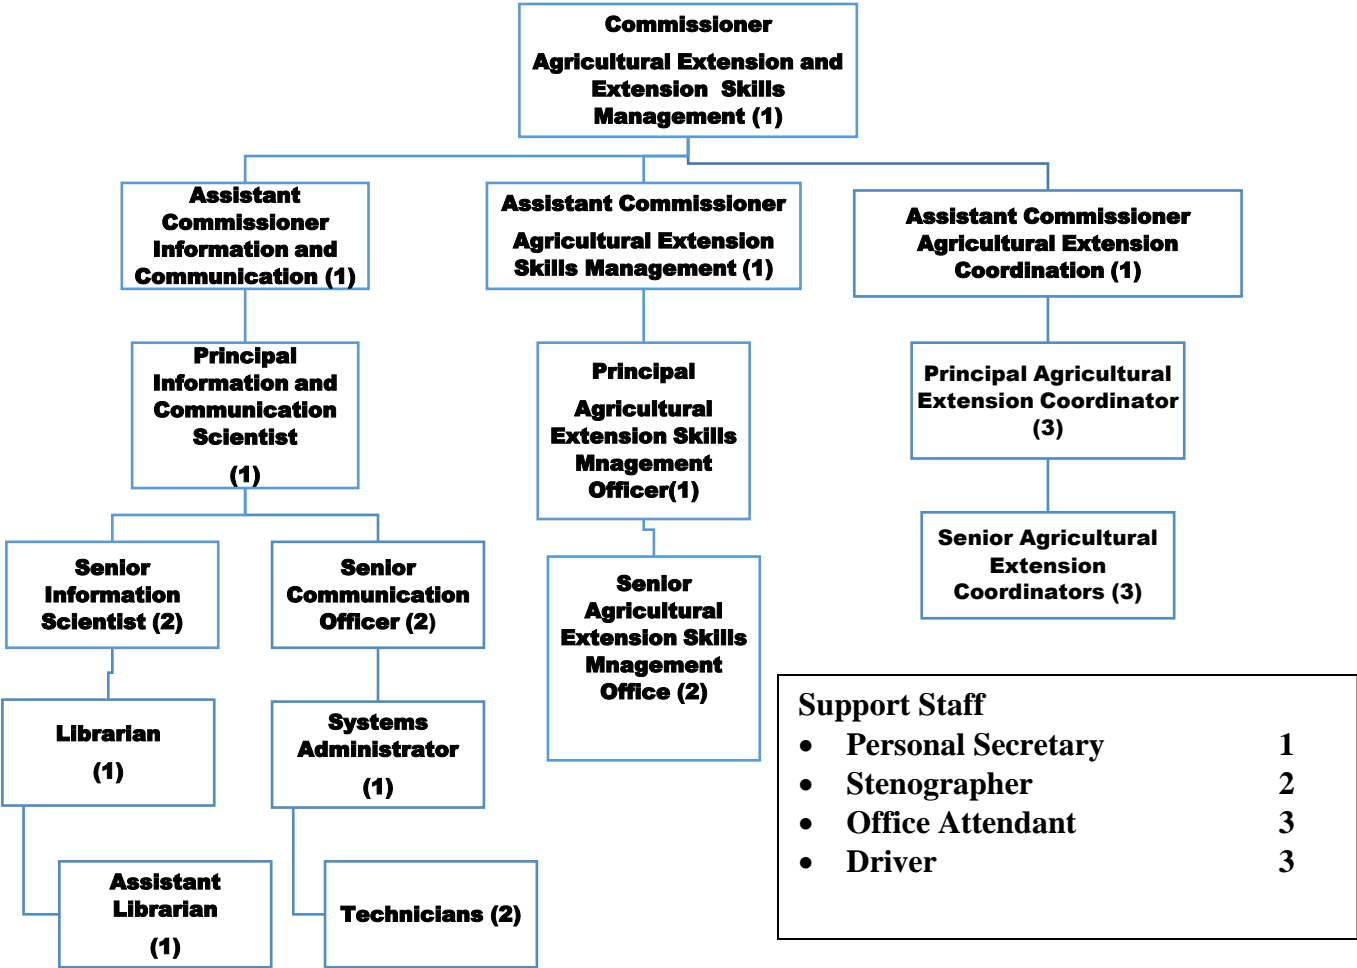 Commissioner
Agricultural Extension and
Extension Skills
Management (1)
Assistant
Commissioner
Information and
Communication (1)
Assistant Commissioner
Agricultural Extension
Skills Management (1)
Assistant Commissioner
Agricultural Extension
Coordination (1)
Principal
Information and
Communication
Scientist
(1)
Principal
Agricultural
Extension Skills
Mnagement
Officer(1)
Principal Agricultural
Extension Coordinator
(3)
Senior
Information
Scientist (2)
Senior
Communication
Officer (2)
Senior
Agricultural
Extension Skills
Mnagement
Office (2)
Senior Agricultural
Extension
Coordinators (3)
Librarian
(1)
Systems
Administrator
(1)
Assistant
Librarian
(1)
Technicians (2)
Support Staff
• Personal Secretary 1
• Stenographer 2
• Office Attendant 3
• Driver 3